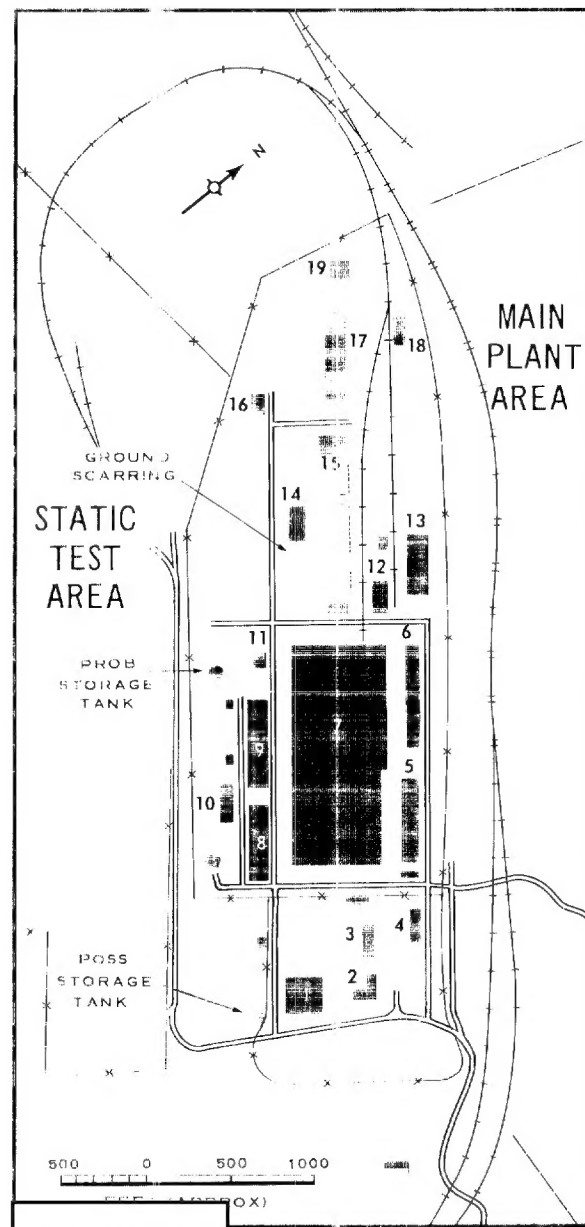 N
19
MAIN
PLANT
AREA
17
18
16
GROUND
SCARRING
15
14
13
STATIC
TEST
AREA
12
11
6
PROB
STORAGE
TANK
7
9
5
10
8
4
3
POSS
STORAGE
TANK
2
500 0 500 1000